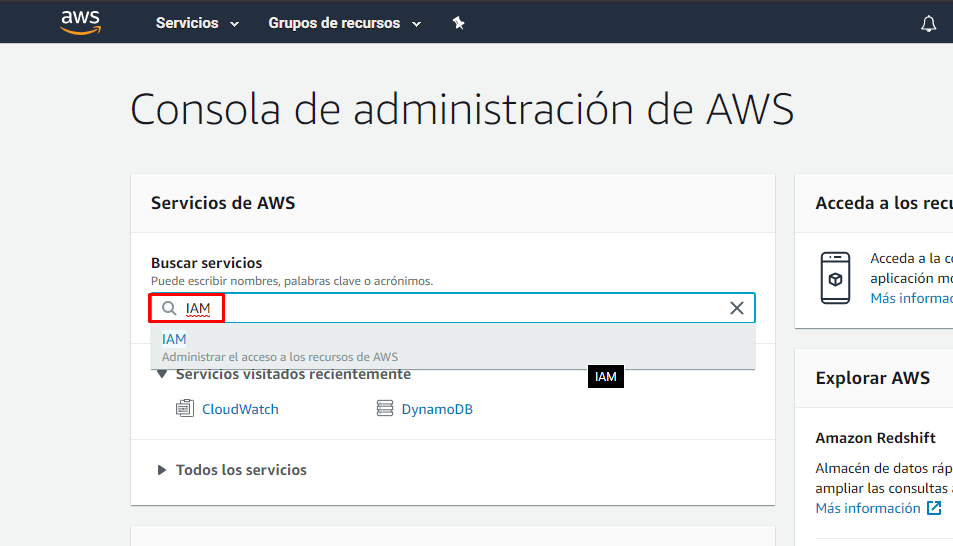 aws Servicios Grupos de recursos
Consola de administración de AWS
Servicios de AWS
Buscar servicios
Puede escribir nombres, palabras clave o acrónimos.
IAM
IAM
Administrar el acceso a los recursos de AWS
IAM
Servicios visitados recientemente
CloudWatch DynamoDB
Todos los servicios
Acceda a los recu
Acceda a la co
aplicación mo
Más informac
Explorar AWS
Amazon Redshift
Almacén de datos ráp
ampliar las consultas a
Más información